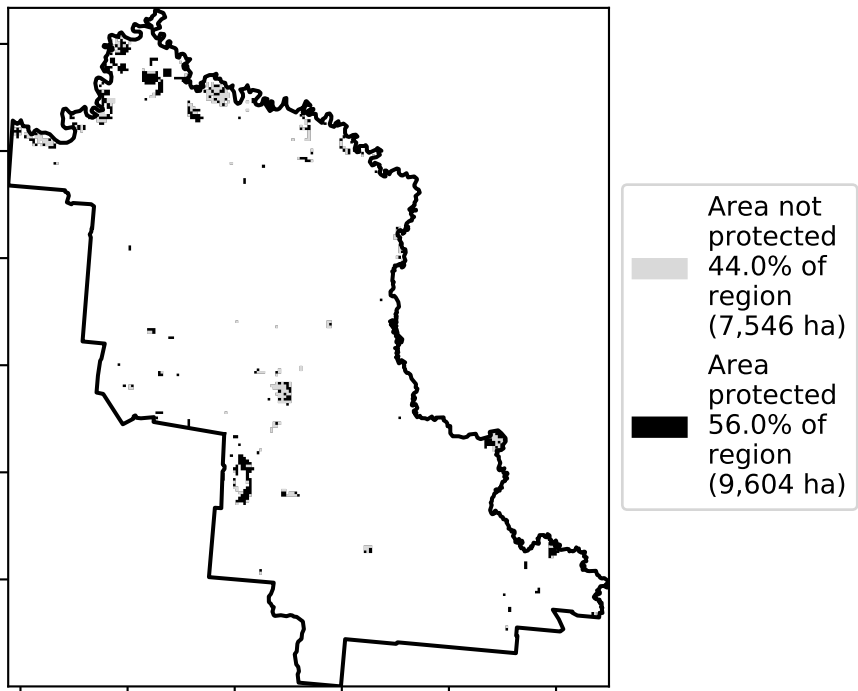 Area not
protected
44.0% of
region
(7,546 ha)
Area
protected
56.0% of
region
(9,604 ha)